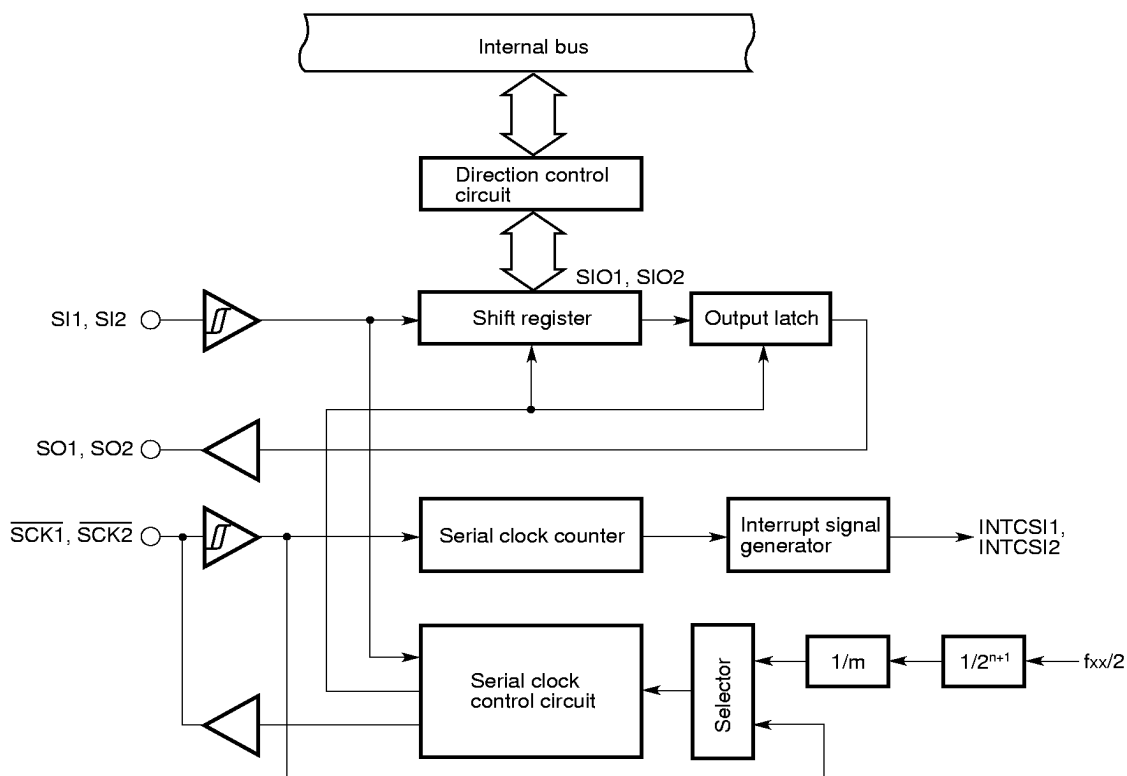 Internal bus
Direction control
circuit
SIO1, SIO2
SI1, SI2
Shift register
Output latch
SO1, SO2
SCK1, SCK2
Serial clock counter
Interrupt signal
generator
INTCSI1,
INTCSI2
Serial clock
control circuit
Selector
1/m
1/2ⁿ⁺¹
fxx/2